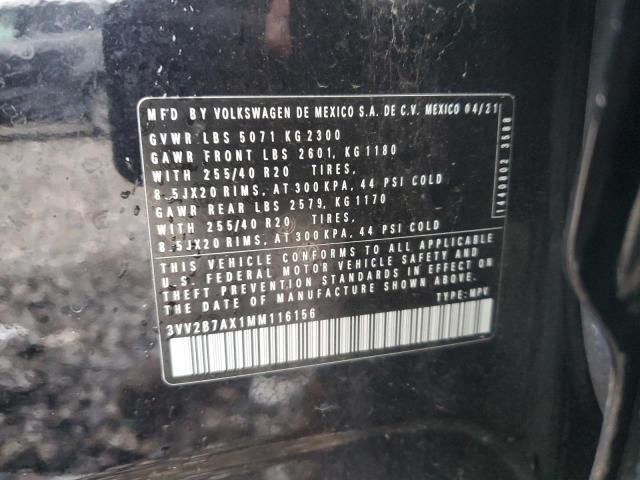 MFD BY VOLKSWAGEN DE MEXICO S.A. DE C.V. MEXICO 04/21
GVWR LBS 5071 KG 2300
GAWR FRONT LBS 2601, KG 1180
WITH 255/40 R20 TIRES,
8.5JX20 RIMS, AT 300 KPA, 44 PSI COLD
GAWR REAR LBS 2579, KG 1170
WITH 255/40 R20 TIRES,
8.5JX20 RIMS, AT 300 KPA, 44 PSI COLD
THIS VEHICLE CONFORMS TO ALL APPLICABLE
U.S. FEDERAL MOTOR VEHICLE SAFETY AND
THEFT PREVENTION STANDARDS IN EFFECT ON
THE DATE OF MANUFACTURE SHOWN ABOVE.
3VV2B7AX1MM116156 TYPE: MPV